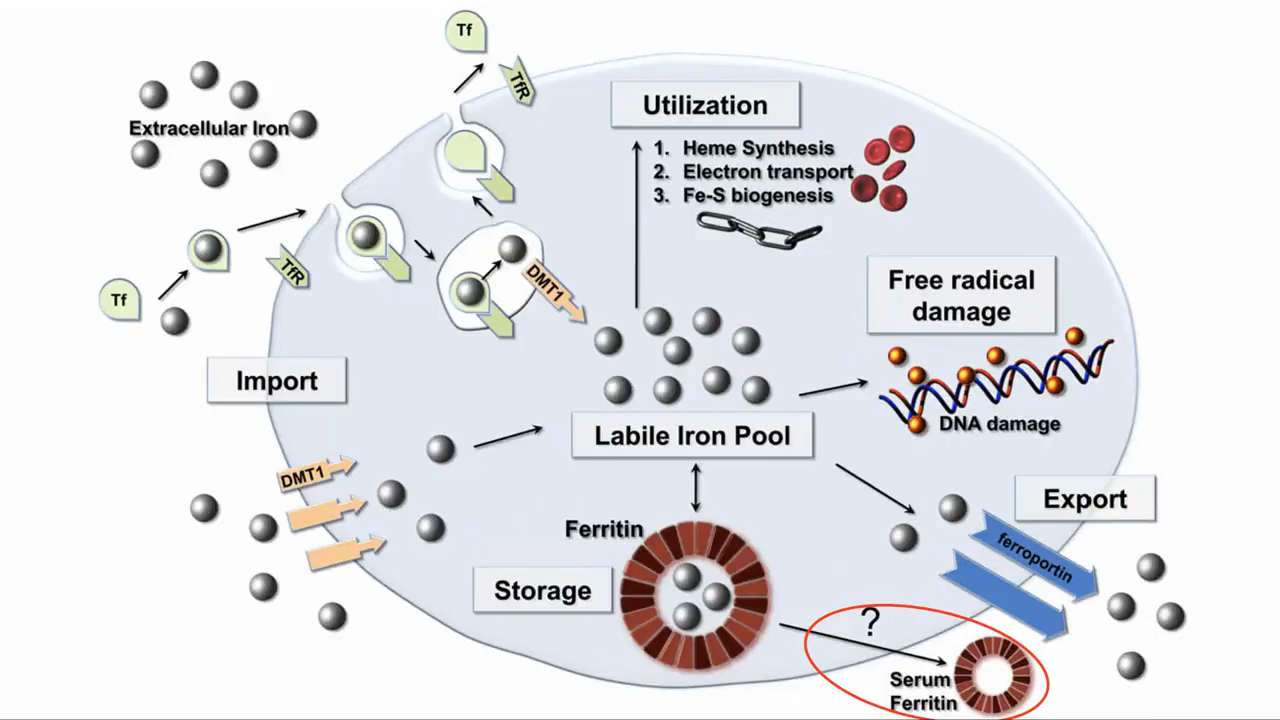 Tf
TfR
Extracellular Iron
Utilization
1. Heme Synthesis
2. Electron transport
3. Fe-S biogenesis
TfR
Tf
DMT1
Free radical
damage
DNA damage
Import
Labile Iron Pool
DMT1
Export
Ferritin
ferroportin
Storage
?
Serum
Ferritin